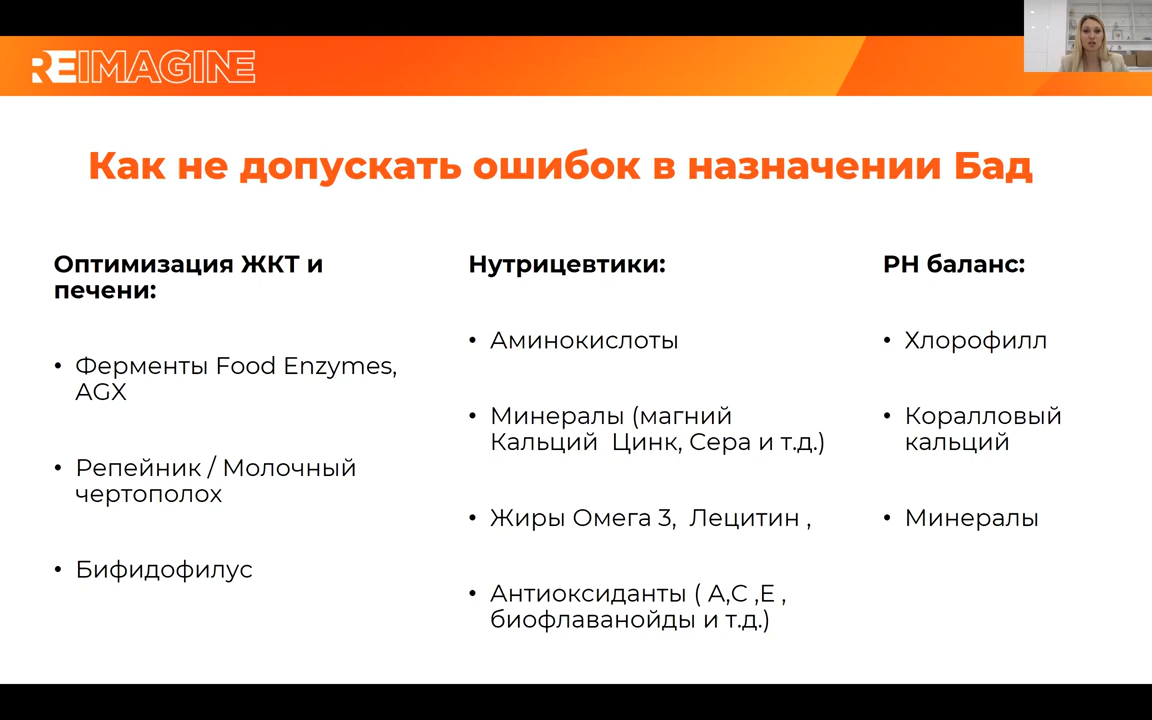 REIMAGINE
Как не допускать ошибок в назначении Бад
Оптимизация ЖКТ и
печени:
• Ферменты Food Enzymes,
AGX
• Репейник / Молочный
чертополох
• Бифидофилус
Нутрицевтики:
• Аминокислоты
• Минералы (магний
Кальций  Цинк, Сера и т.д.)
• Жиры Омега 3,  Лецитин ,
• Антиоксиданты ( А,С ,Е ,
биофлаванойды и т.д.)
РН баланс:
• Хлорофилл
• Коралловый
кальций
• Минералы